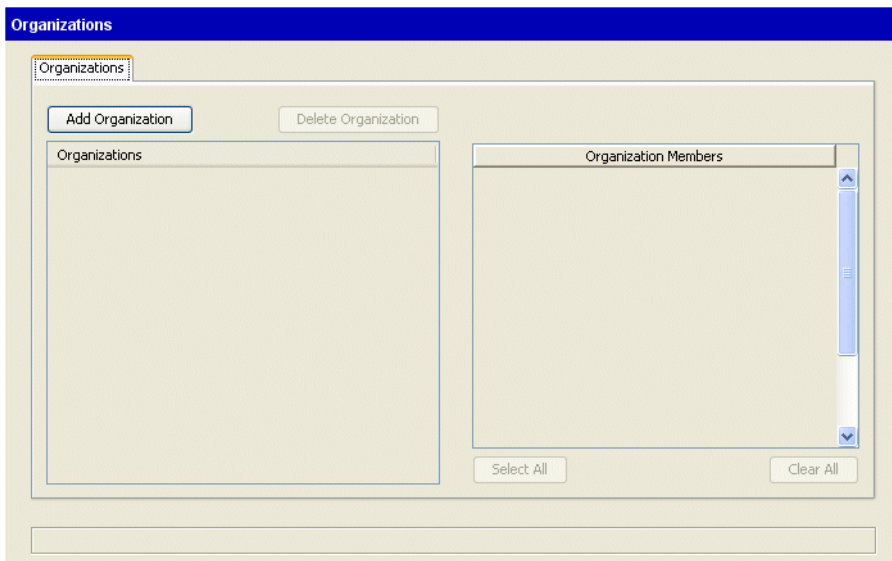 Organizations
Organizations
Add Organization
Delete Organization
Organizations
Organization Members
Select All
Clear All